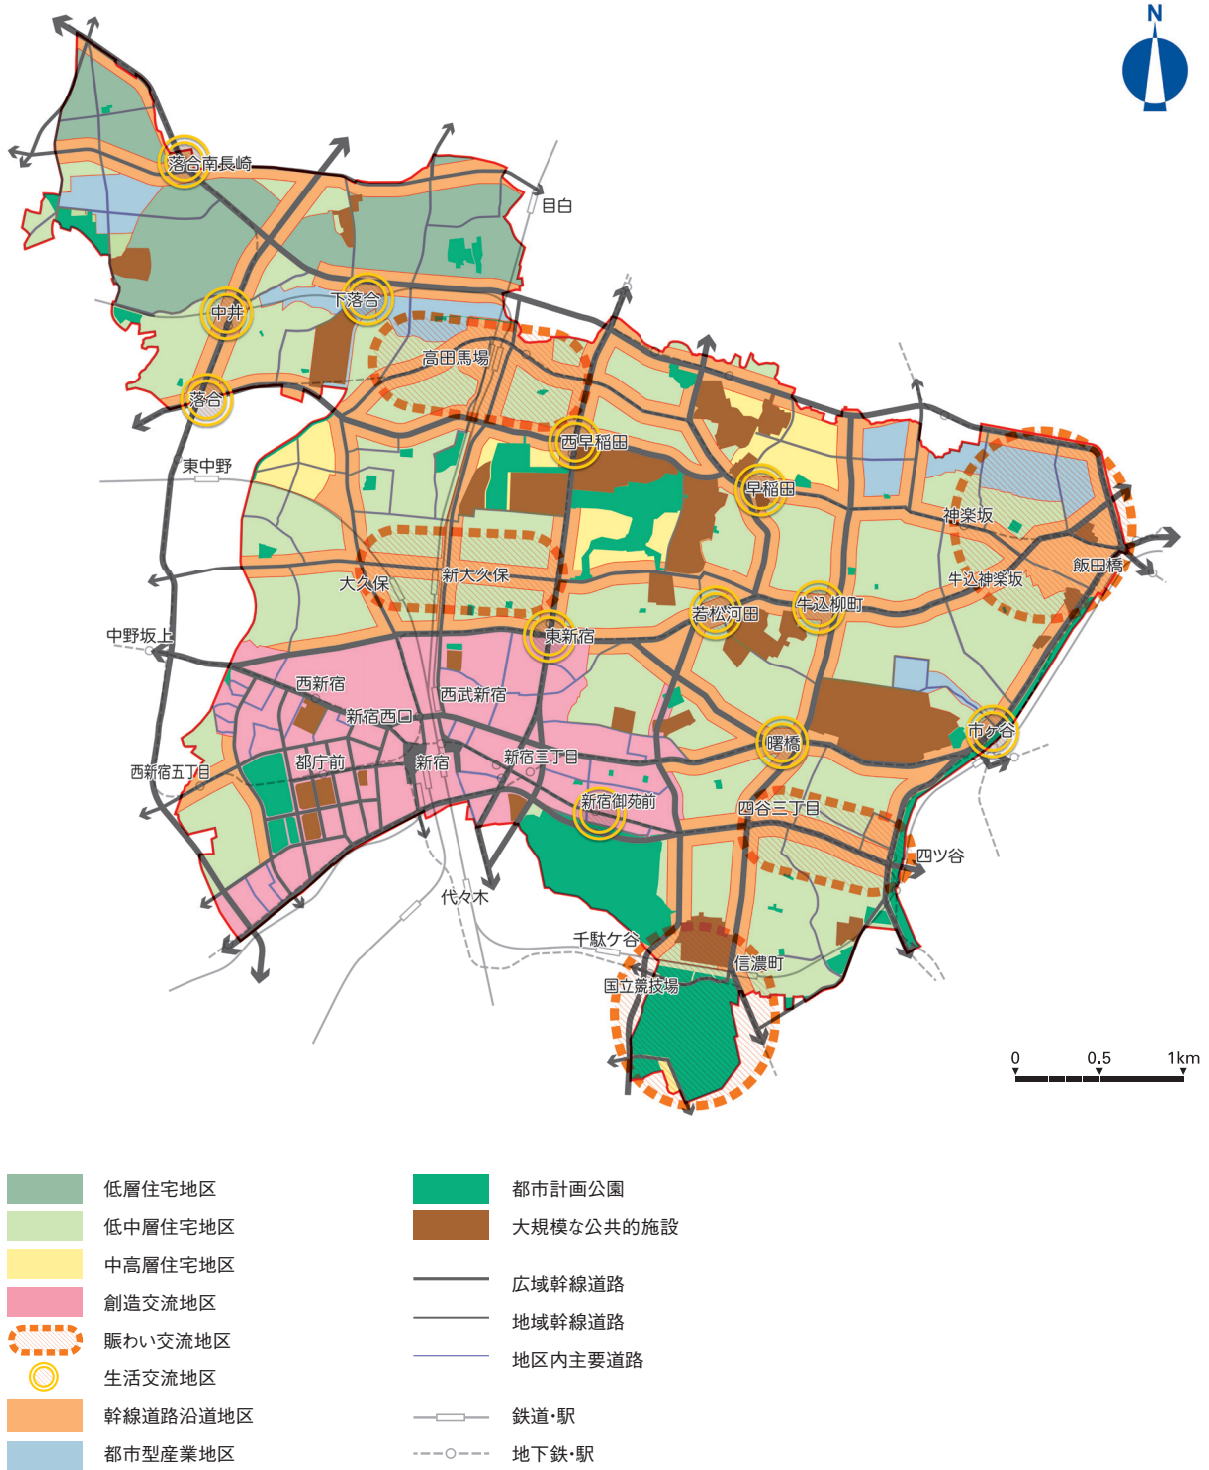 N
落合南長崎
目白
中井
下落合
高田馬場
落合
西早稲田
東中野
早稲田
神楽坂
飯田橋
牛込神楽坂
大久保
新大久保
若松河田
牛込柳町
中野坂上
東新宿
西新宿
西武新宿
新宿西口
市ヶ谷
曙橋
新宿三丁目
西新宿五丁目
都庁前
新宿
新宿御苑前
四谷三丁目
四ツ谷
代々木
千駄ケ谷
信濃町
国立競技場
0 0.5 1km
低層住宅地区
低中層住宅地区
中高層住宅地区
創造交流地区
賑わい交流地区
生活交流地区
幹線道路沿道地区
都市型産業地区
都市計画公園
大規模な公共的施設
広域幹線道路
地域幹線道路
地区内主要道路
鉄道・駅
地下鉄・駅